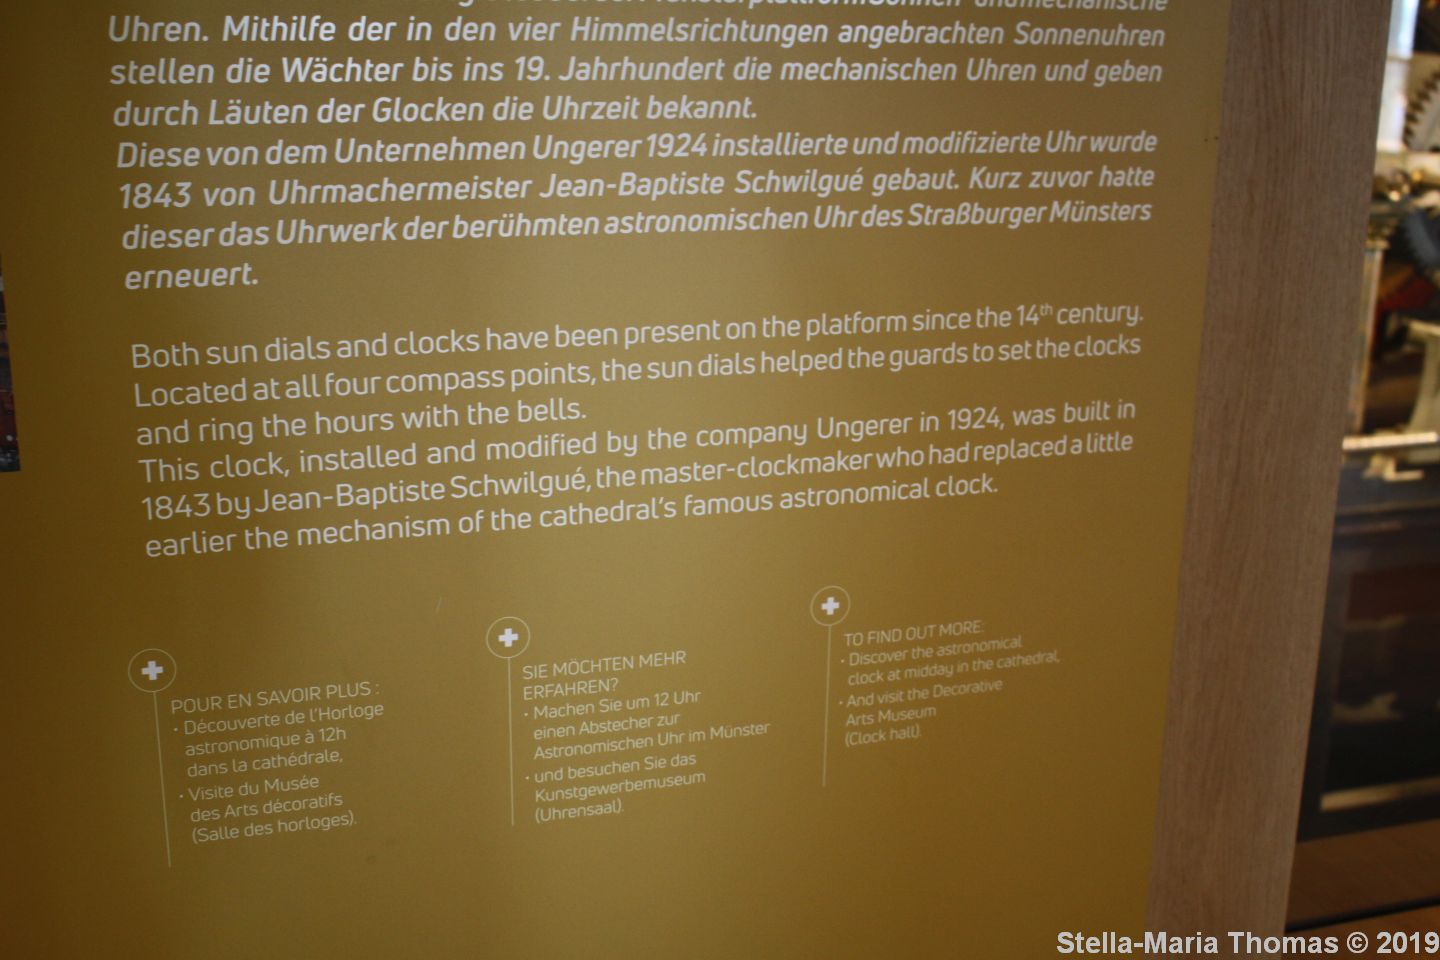 mechanische
Uhren. Mithilfe der in den vier Himmelsrichtungen angebrachten Sonnenuhren
stellen die Wächter bis ins 19. Jahrhundert die mechanischen Uhren und geben
durch Läuten der Glocken die Uhrzeit bekannt.
Diese von dem Unternehmen Ungerer 1924 installierte und modifizierte Uhr wurde
1843 von Uhrmachermeister Jean-Baptiste Schwilgué gebaut. Kurz zuvor hatte
dieser das Uhrwerk der berühmten astronomischen Uhr des Straßburger Münsters
erneuert.
Both sun dials and clocks have been present on the platform since the 14th century.
Located at all four compass points, the sun dials helped the guards to set the clocks
and ring the hours with the bells.
This clock, installed and modified by the company Ungerer in 1924, was built in
1843 by Jean-Baptiste Schwilgué, the master-clockmaker who had replaced a little
earlier the mechanism of the cathedral's famous astronomical clock.
POUR EN SAVOIR PLUS :
• Découverte de l'Horloge
astronomique à 12h
dans la cathédrale,
• Visite du Musée
des Arts décoratifs
(Salle des horloges).
SIE MÖCHTEN MEHR
ERFAHREN?
• Machen Sie um 12 Uhr
einen Abstecher zur
Astronomischen Uhr im Münster
• und besuchen Sie das
Kunstgewerbemuseum
(Uhrensaal).
TO FIND OUT MORE:
• Discover the astronomical
clock at midday in the cathedral,
• And visit the Decorative
Arts Museum
(Clock hall).
Stella-Maria Thomas © 2019